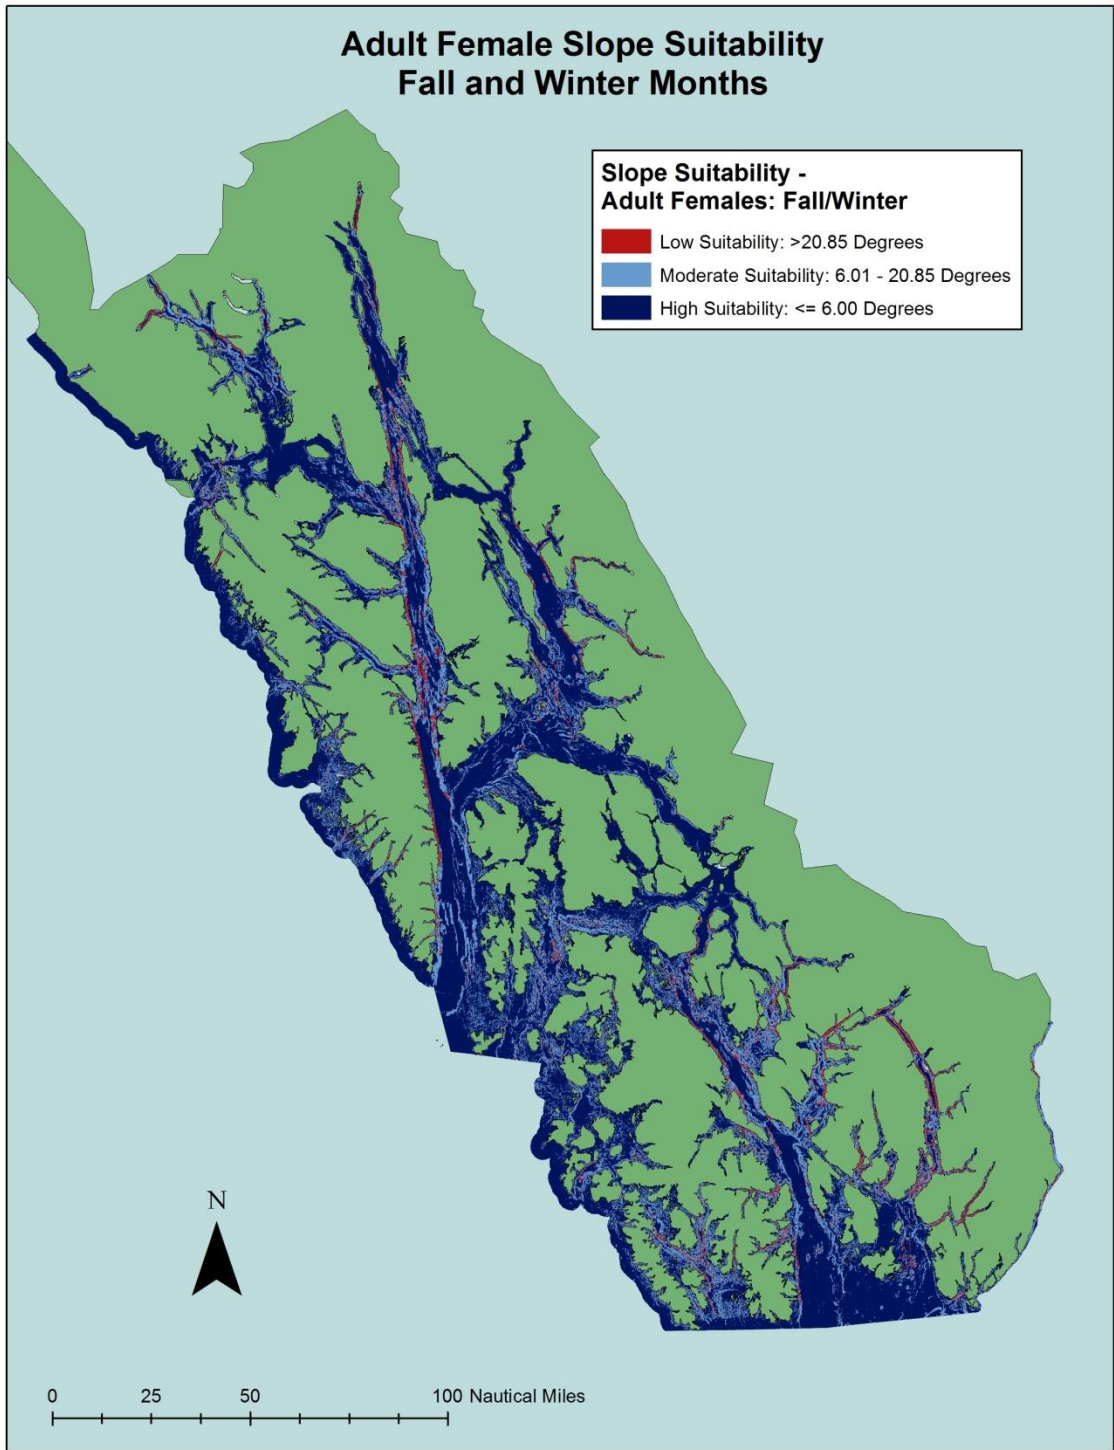 Adult Female Slope Suitability
Fall and Winter Months
Slope Suitability -
Adult Females: Fall/Winter
Low Suitability: >20.85 Degrees
Moderate Suitability: 6.01 - 20.85 Degrees
High Suitability: <= 6.00 Degrees
N
0 25 50 100 Nautical Miles